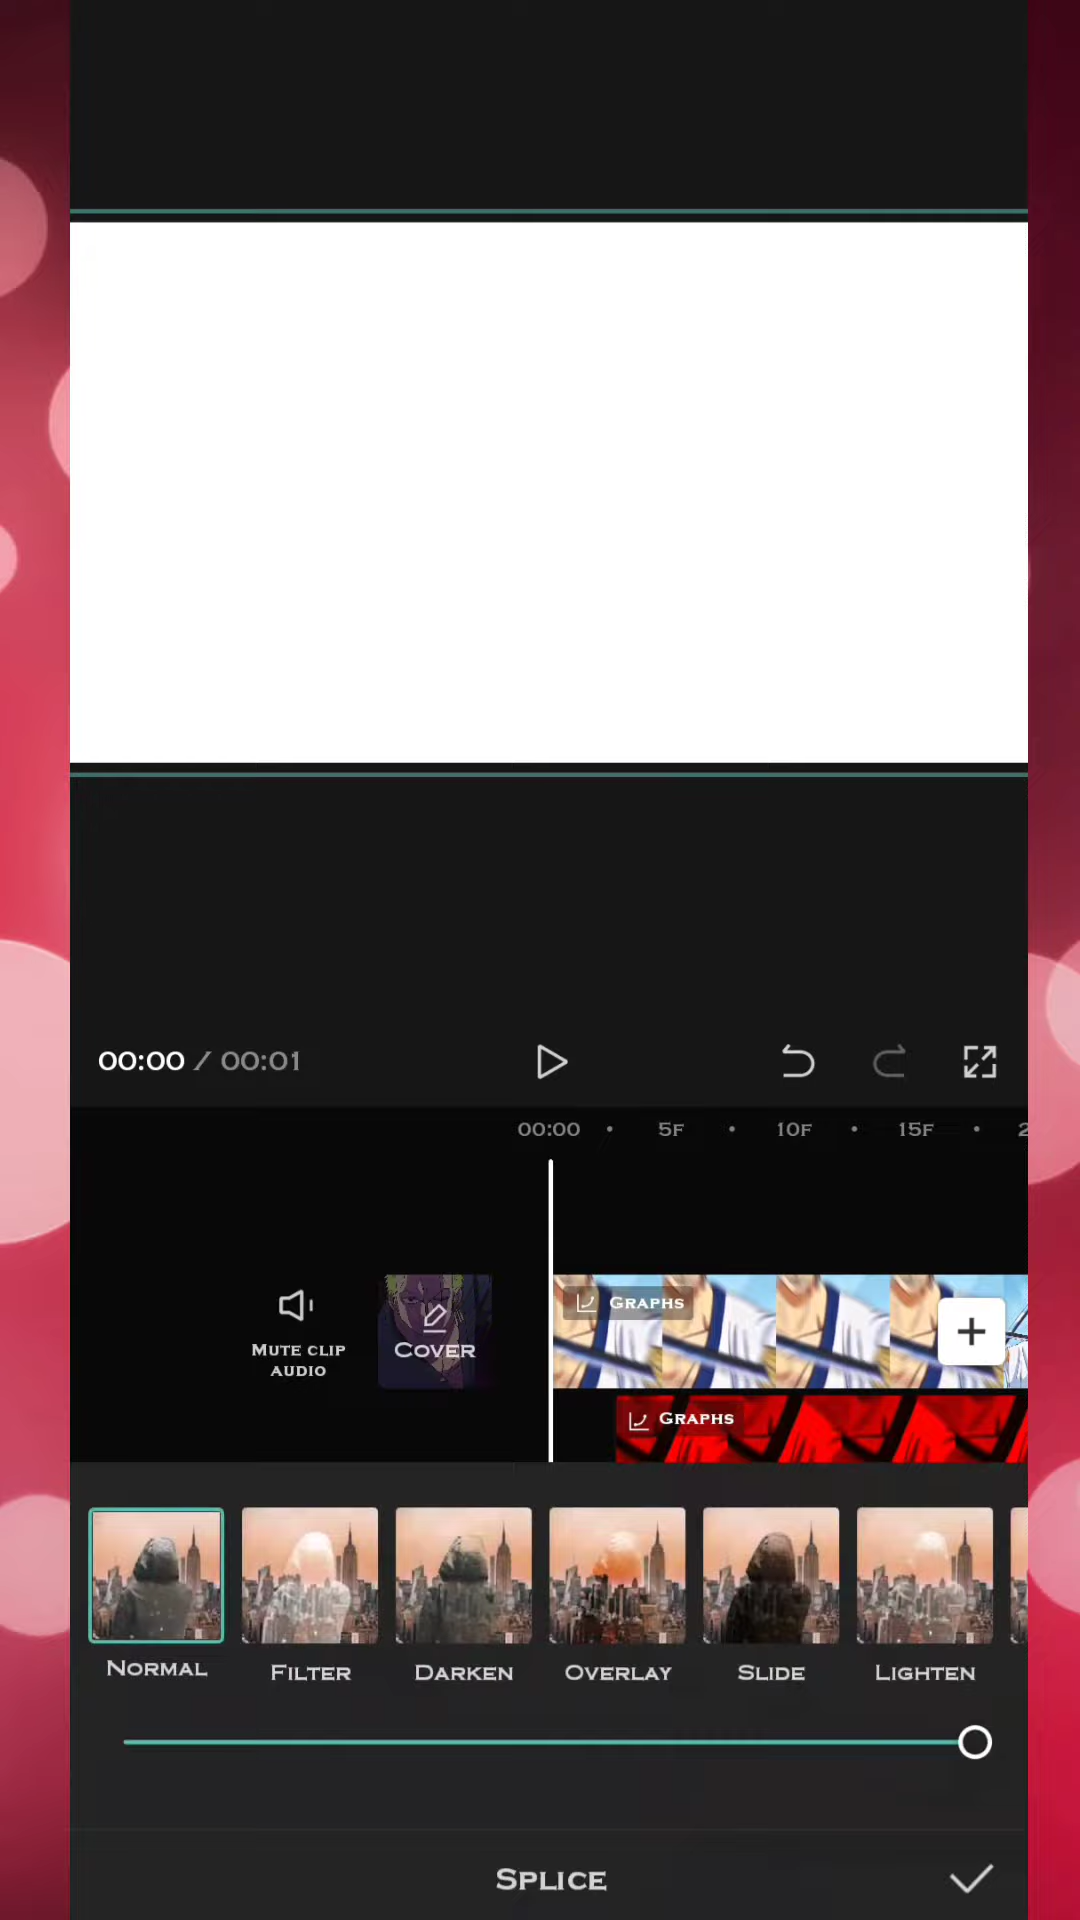 00:00 / 00:01
00:00 • 5F • 10F • 15F • 2
GRAPHS
MUTE CLIP
AUDIO
COVER
GRAPHS
NORMAL FILTER DARKEN OVERLAY SLIDE LIGHTEN
SPLICE